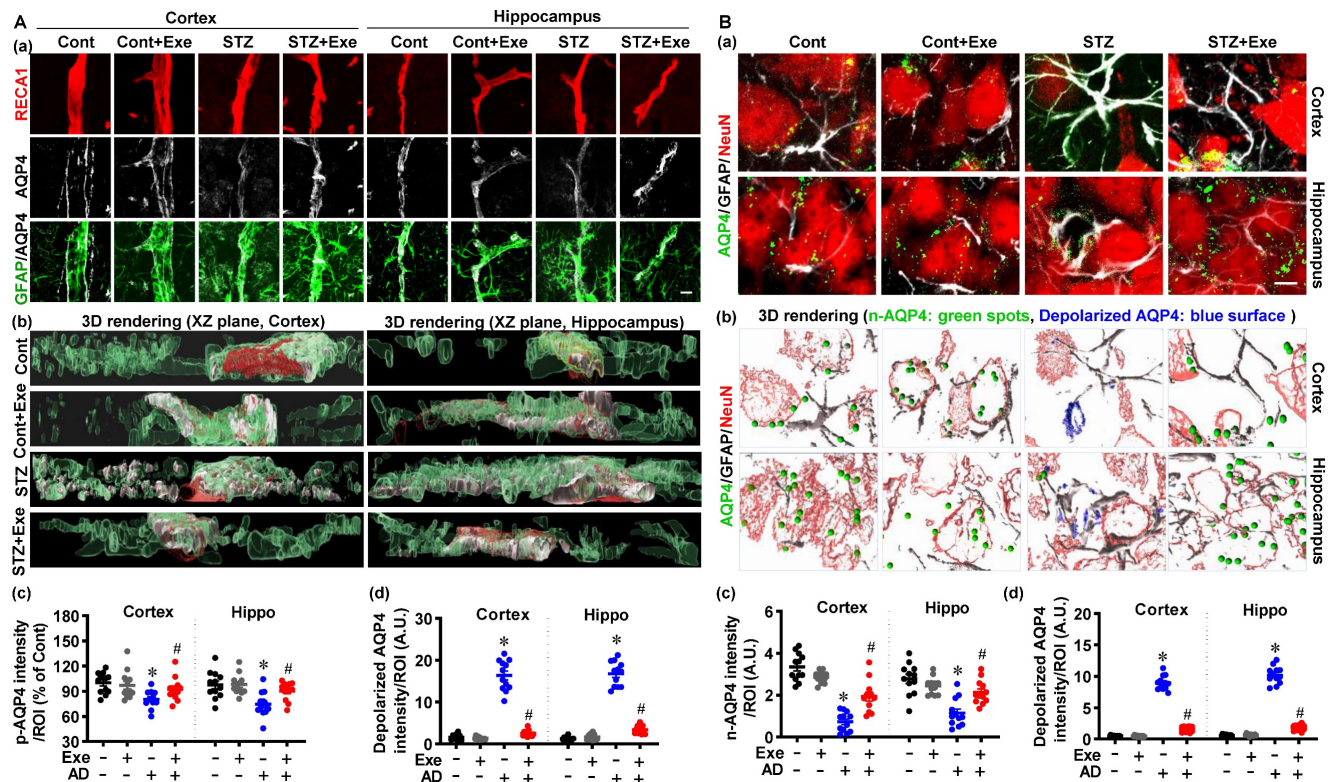 A
Cortex
Hippocampus
(a)
Cont
Cont+Exe
STZ
STZ+Exe
Cont
Cont+Exe
STZ
STZ+Exe
RECA1
AQP4
GFAP/AQP4
(b)
3D rendering (XZ plane, Cortex)
3D rendering (XZ plane, Hippocampus)
Cont
Cont+Exe
STZ
STZ+Exe
(c)
Cortex
Hippo
p-AQP4 intensity
/ROI (% of Cont)
180
150
120
90
60
30
*
#
*
#
Exe - + - + - + - +
AD - - + + - - + +
(d)
Cortex
Hippo
Depolarized AQP4
intensity/ROI (A.U.)
30
20
10
0
*
#
*
#
- + - + - + - +
- - + + - - + +
B
(a)
Cont
Cont+Exe
STZ
STZ+Exe
AQP4/GFAP/NeuN
Cortex
Hippocampus
(b)
3D rendering (n-AQP4: green spots, Depolarized AQP4: blue surface )
AQP4/GFAP/NeuN
Cortex
Hippocampus
(c)
Cortex
Hippo
n-AQP4 intensity
/ROI (A.U.)
6
4
2
0
*
#
*
#
Exe - + - + - + - +
AD - - + + - - + +
(d)
Cortex
Hippo
Depolarized AQP4
intensity/ROI (A.U.)
20
15
10
5
0
*
#
*
#
- + - + - + - +
- - + + - - + +